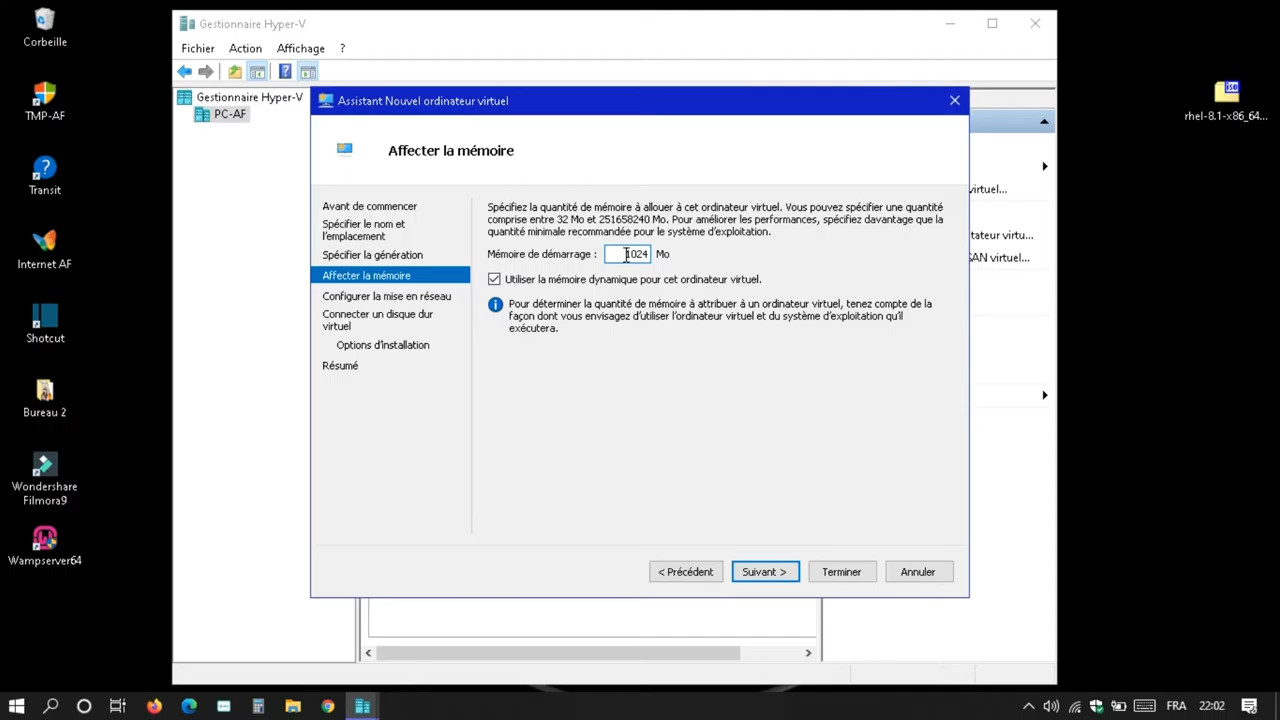 Corbeille
TMP-AF
Transit
Internet AF
Shotcut
Bureau 2
Wondershare
Filmora9
Wampserver64
rhel-8.1-x86_64...
iso
Gestionnaire Hyper-V
Fichier Action Affichage ?
Gestionnaire Hyper-V
PC-AF
virtuel...
tateur virtu...
SAN virtuel...
Assistant Nouvel ordinateur virtuel
Affecter la mémoire
Avant de commencer
Spécifier le nom et
l'emplacement
Spécifier la génération
Affecter la mémoire
Configurer la mise en réseau
Connecter un disque dur
virtuel
Options d'installation
Résumé
Spécifiez la quantité de mémoire à allouer à cet ordinateur virtuel. Vous pouvez spécifier une quantité
comprise entre 32 Mo et 251658240 Mo. Pour améliorer les performances, spécifiez davantage que la
quantité minimale recommandée pour le système d'exploitation.
Mémoire de démarrage : 1024 Mo
Utiliser la mémoire dynamique pour cet ordinateur virtuel.
Pour déterminer la quantité de mémoire à attribuer à un ordinateur virtuel, tenez compte de la
façon dont vous envisagez d'utiliser l'ordinateur virtuel et du système d'exploitation qu'il
exécutera.
< Précédent Suivant > Terminer Annuler
FRA 22:02